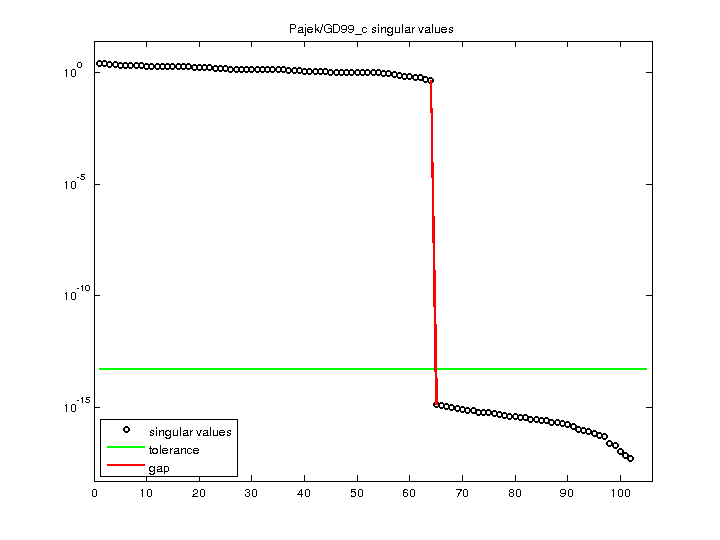 Pajek/GD99_c singular values
10^0
10^-5
10^-10
10^-15
singular values
tolerance
gap
0 10 20 30 40 50 60 70 80 90 100